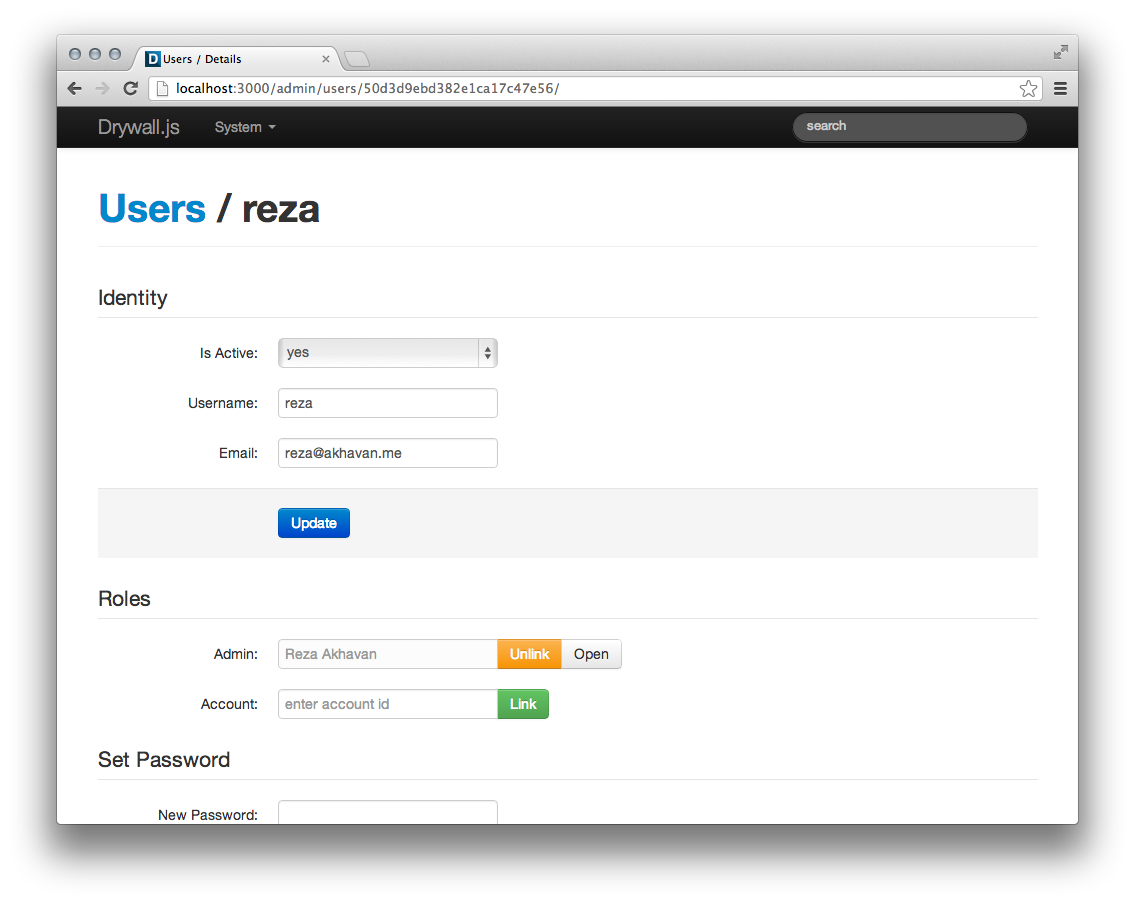 Users / Details
localhost:3000/admin/users/50d3d9ebd382e1ca17c47e56/
Drywall.js System search
Users / reza
Identity
Is Active: yes
Username: reza
Email: reza@akhavan.me
Update
Roles
Admin: Reza Akhavan Unlink Open
Account: enter account id Link
Set Password
New Password: